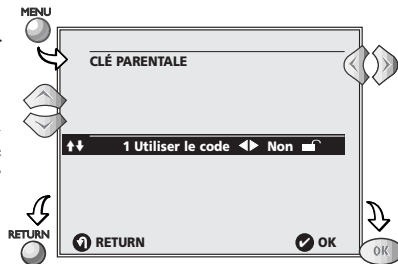 MENU
CLÉ PARENTALE
1 Utiliser le code Non
RETURN
RETURN OK
OK